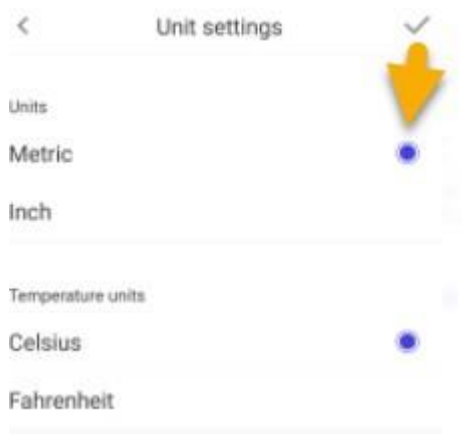 Unit settings
Units
Metric
Inch
Temperature units
Celsius
Fahrenheit